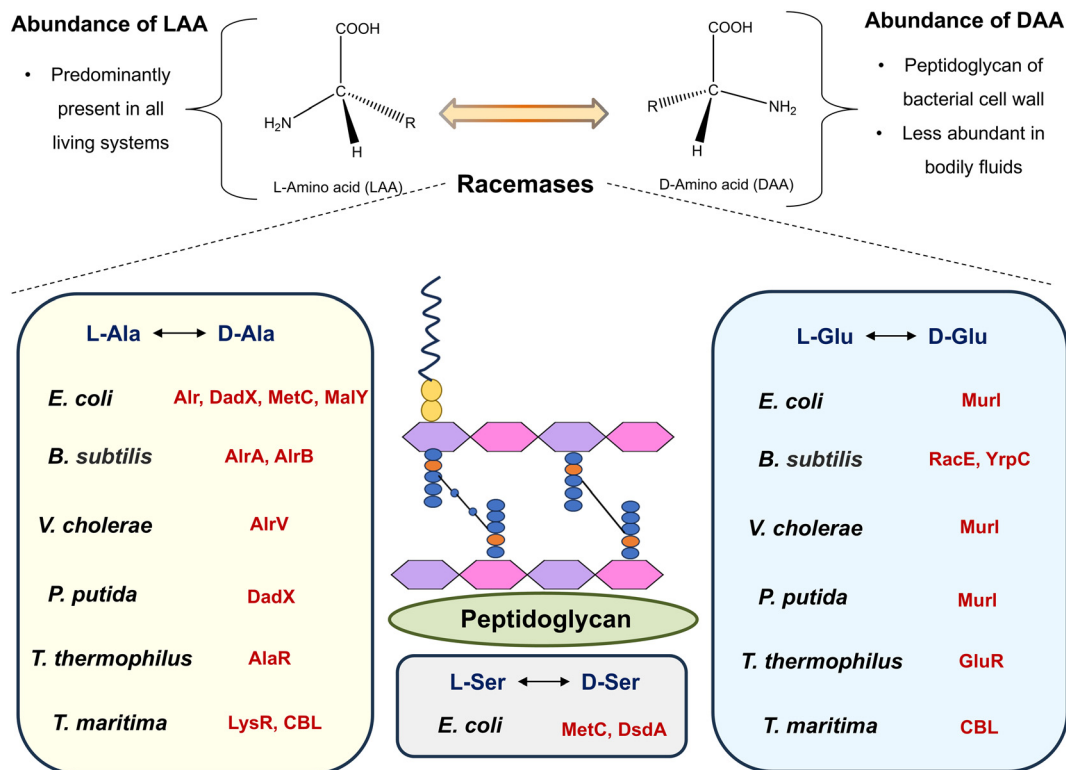 Abundance of LAA
• Predominantly
present in all
living systems
COOH
C
H₂N
R
H
L-Amino acid (LAA)
Racemases
COOH
C
R
NH₂
H
D-Amino acid (DAA)
Abundance of DAA
• Peptidoglycan of
bacterial cell wall
• Less abundant in
bodily fluids
L-Ala D-Ala
E. coli Alr, DadX, MetC, MalY
B. subtilis AlrA, AlrB
V. cholerae AlrV
P. putida DadX
T. thermophilus AlaR
T. maritima LysR, CBL
Peptidoglycan
L-Ser D-Ser
E. coli MetC, DsdA
L-Glu D-Glu
E. coli MurI
B. subtilis RacE, YrpC
V. cholerae MurI
P. putida MurI
T. thermophilus GluR
T. maritima CBL